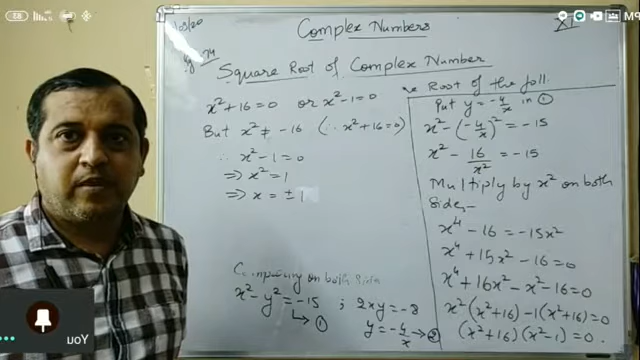 Complex Numbers
XI
Square Root of Complex Number
x²+16=0 or x²-1=0
But x² ≠ -16 (∵ x²+16=0)
∴ x²-1=0
⇒ x²=1
⇒ x = ±1
Comparing on both side
x²-y²=-15 ; 2xy=-8
↳ ①
y = -4/x → ②
Root of the foll.
Put y = -4/x in ①
x² - (-4/x)² = -15
x² - 16/x² = -15
Multiply by x² on both
Sides-
x⁴ - 16 = -15x²
x⁴ + 15x² - 16 = 0
x⁴ + 16x² - x² - 16 = 0
x²(x²+16) -1(x²+16) = 0
(x²+16)(x²-1) = 0
You